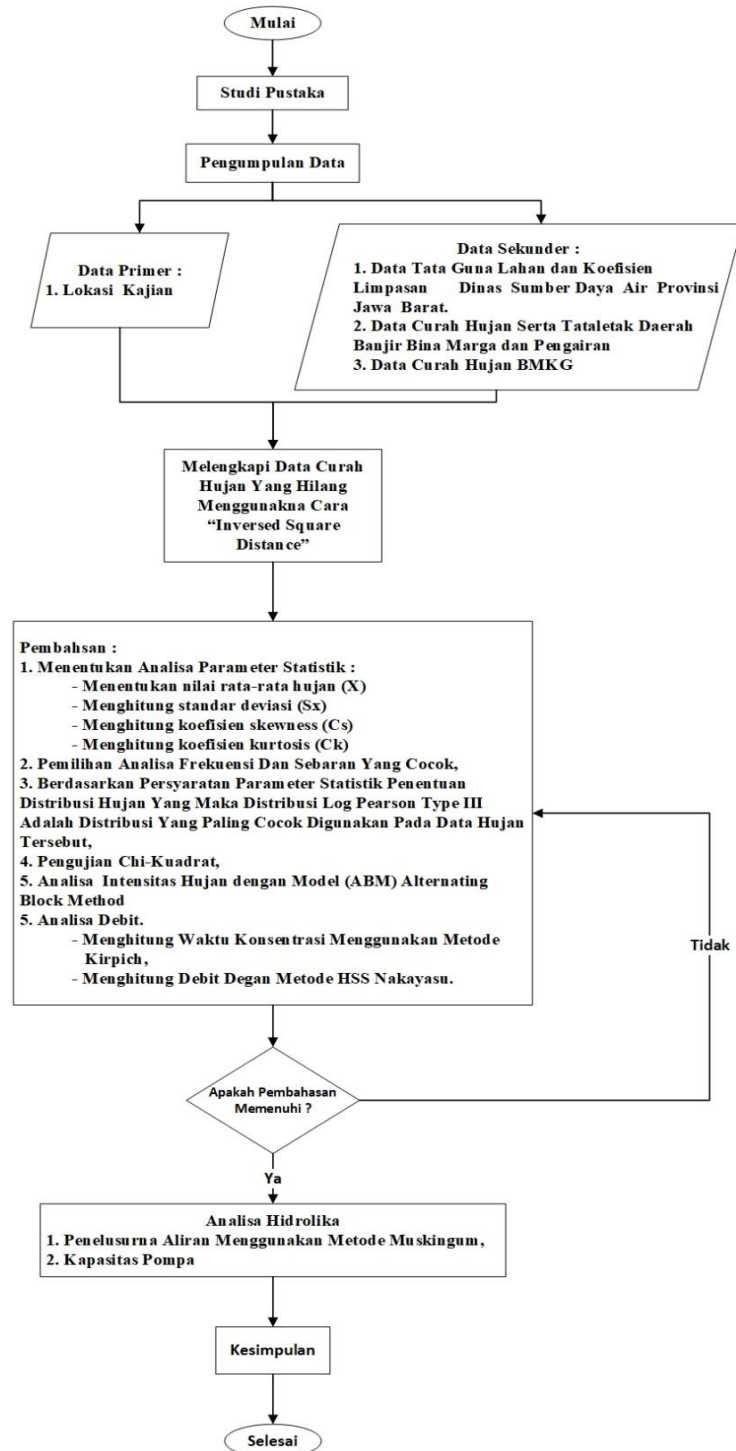 Mulai
Studi Pustaka
Pengumpulan Data
Data Primer :
1. Lokasi Kajian
Data Sekunder :
1. Data Tata Guna Lahan dan Koefisien
Limpasan Dinas Sumber Daya Air Provinsi
Jawa Barat.
2. Data Curah Hujan Serta Tataletak Daerah
Banjir Bina Marga dan Pengairan
3. Data Curah Hujan BMKG
Melengkapi Data Curah
Hujan Yang Hilang
Menggunakna Cara
“Inversed Square
Distance”
Pembahsan :
1. Menentukan Analisa Parameter Statistik :
- Menentukan nilai rata-rata hujan (X)
- Menghitung standar deviasi (Sx)
- Menghitung koefisien skewness (Cs)
- Menghitung koefisien kurtosis (Ck)
2. Pemilihan Analisa Frekuensi Dan Sebaran Yang Cocok,
3. Berdasarkan Persyaratan Parameter Statistik Penentuan
Distribusi Hujan Yang Maka Distribusi Log Pearson Type III
Adalah Distribusi Yang Paling Cocok Digunakan Pada Data Hujan
Tersebut,
4. Pengujian Chi-Kuadrat,
5. Analisa Intensitas Hujan dengan Model (ABM) Alternating
Block Method
5. Analisa Debit.
- Menghitung Waktu Konsentrasi Menggunakan Metode
Kirpich,
- Menghitung Debit Degan Metode HSS Nakayasu.
Tidak
Apakah Pembahasan
Memenuhi ?
Ya
Analisa Hidrolika
1. Penelusurna Aliran Menggunakan Metode Muskingum,
2. Kapasitas Pompa
Kesimpulan
Selesai